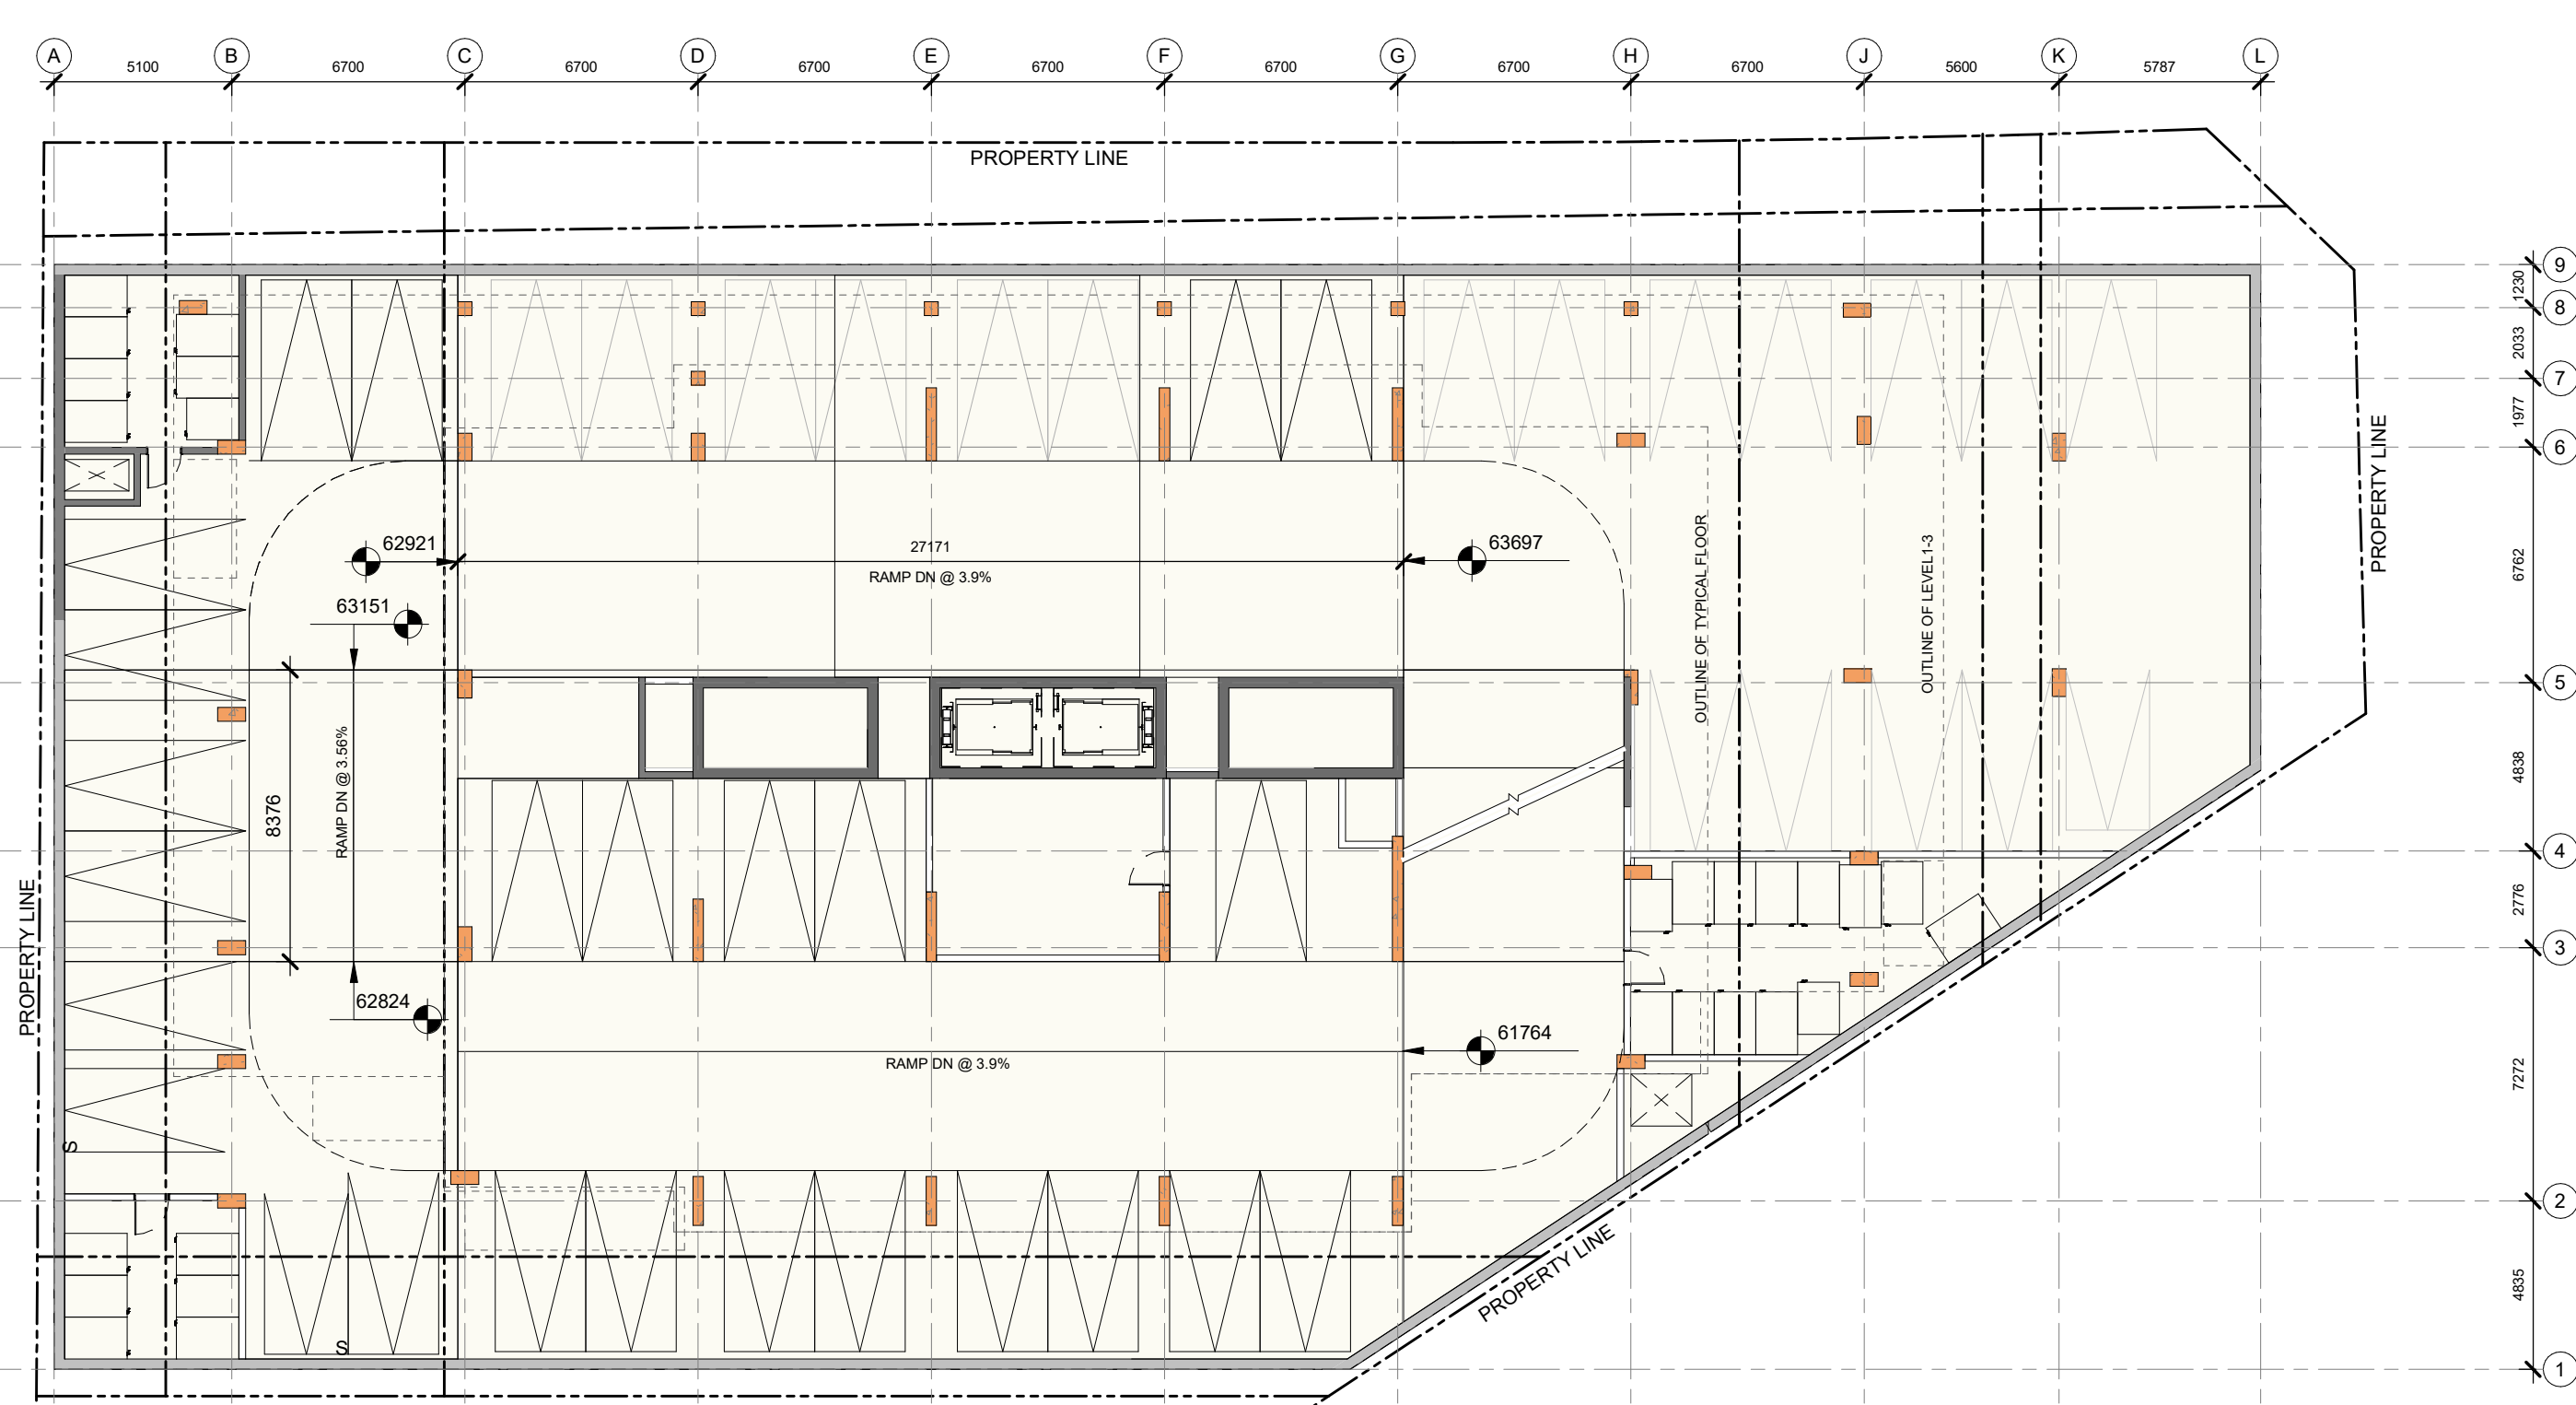 A B C D E F G H J K L
5100 6700 6700 6700 6700 6700 6700 6700 5600 5787
PROPERTY LINE
9
1230
8
2033
7
1977
6
6762
5
4838
4
2776
3
7272
2
4835
1
PROPERTY LINE
62921
27171
RAMP DN @ 3.9%
63697
63151
OUTLINE OF TYPICAL FLOOR
OUTLINE OF LEVEL1-3
8376
RAMP DN @ 3.56%
62824
PROPERTY LINE
61764
RAMP DN @ 3.9%
S
S
PROPERTY LINE